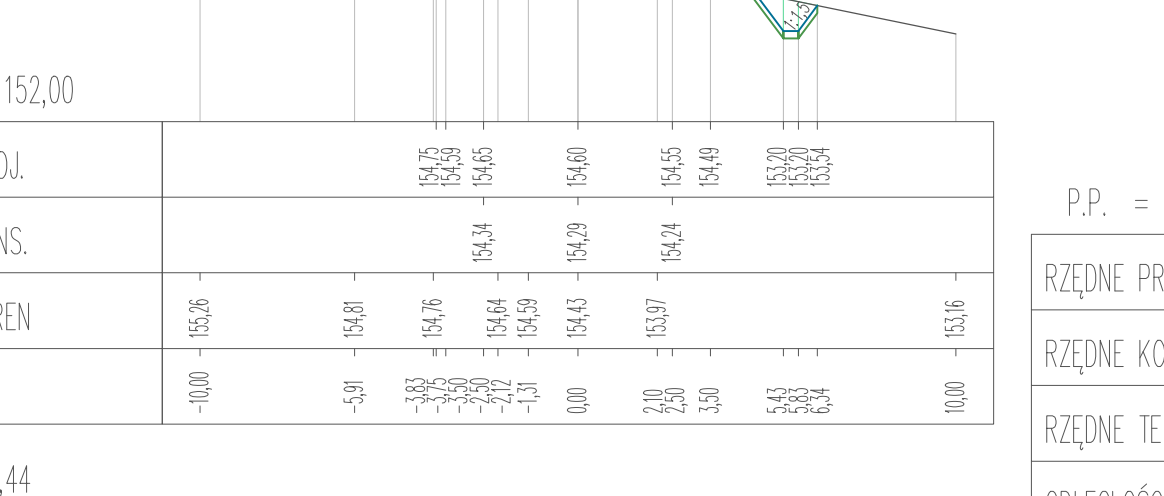 1:1,5
152,00
OJ.
154,75 154,59 154,65 154,60 154,55 154,49 153,20 153,20 153,54
NS.
154,34 154,29 154,24
REN
155,26 154,81 154,76 154,64 154,59 154,43 153,97 153,16
-10,00 -5,91 -3,83 -3,75 -3,50 -2,50 -2,12 -1,31 0,00 2,10 2,50 3,50 5,43 5,83 6,34 10,00
,44
P.P. =
RZĘDNE PR
RZĘDNE KO
RZĘDNE TE